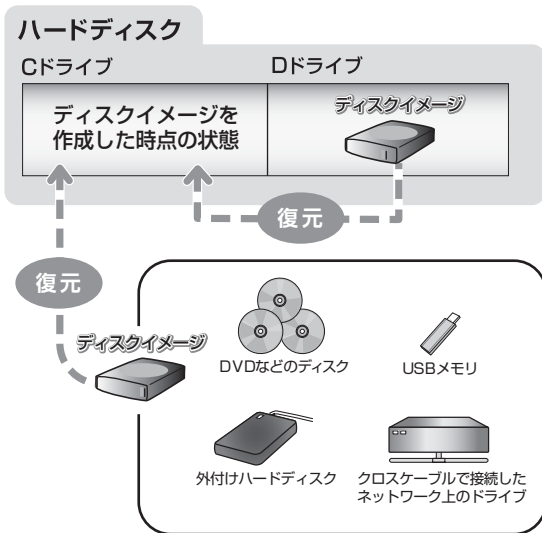 ハードディスク
Cドライブ
Dドライブ
ディスクイメージを
作成した時点の状態
ディスクイメージ
復元
復元
ディスクイメージ
DVDなどのディスク
USBメモリ
外付けハードディスク
クロスケーブルで接続した
ネットワーク上のドライブ